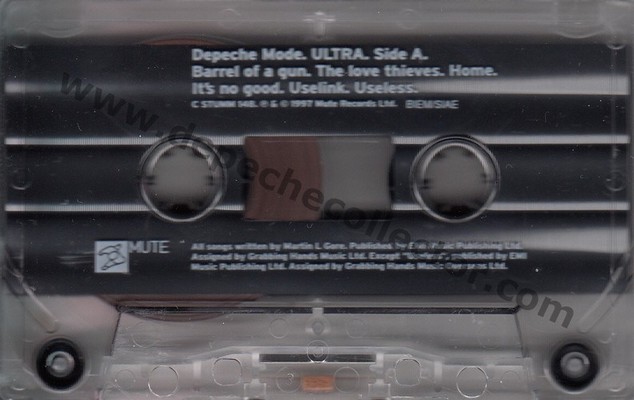 Depeche Mode. ULTRA. Side A.
Barrel of a gun. The love thieves. Home.
It's no good. Uselink. Useless.
C STUMM 148. ℗ & © 1997 Mute Records Ltd. BIEM/SIAE
MUTE
All songs written by Martin L Gore. Published by EMI Music Publishing Ltd.
Assigned by Grabbing Hands Music Ltd. Except "Useless", published by EMI
Music Publishing Ltd. Assigned by Grabbing Hands Music Overseas Ltd.
www.depechecollector.com